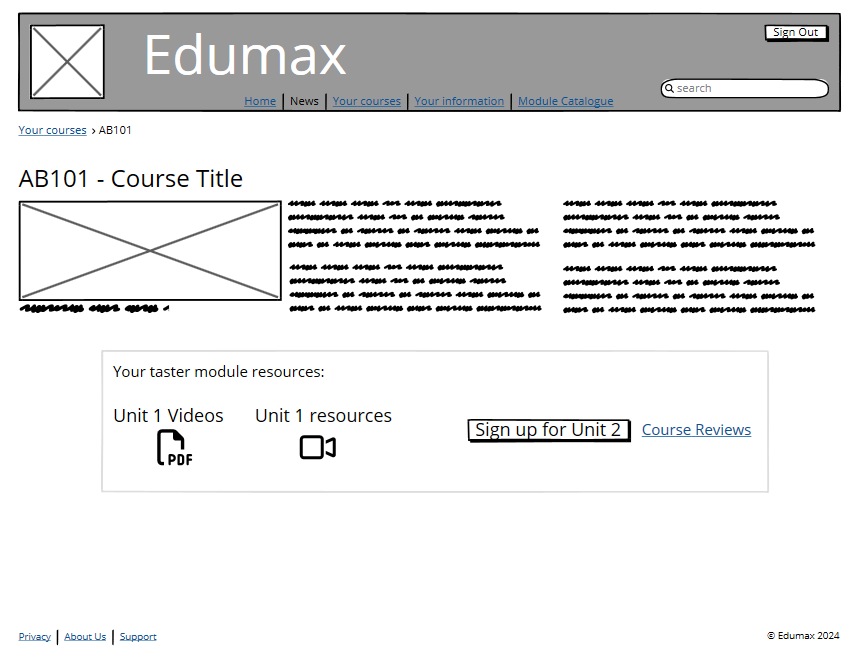 Sign Out
Edumax
search
Home | News | Your courses | Your information | Module Catalogue
Your courses > AB101
AB101 - Course Title
Your taster module resources:
Unit 1 Videos Unit 1 resources
PDF
Sign up for Unit 2 Course Reviews
Privacy | About Us | Support
© Edumax 2024